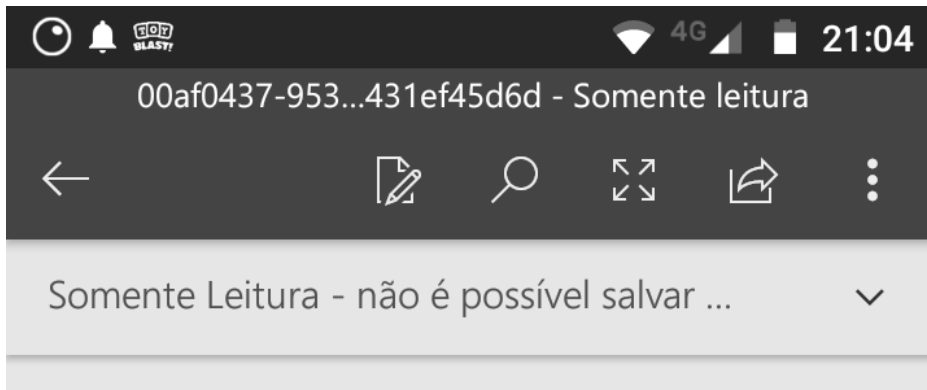 TOY
BLAST!
4G
21:04
00af0437-953...431ef45d6d - Somente leitura
Somente Leitura - não é possível salvar ...